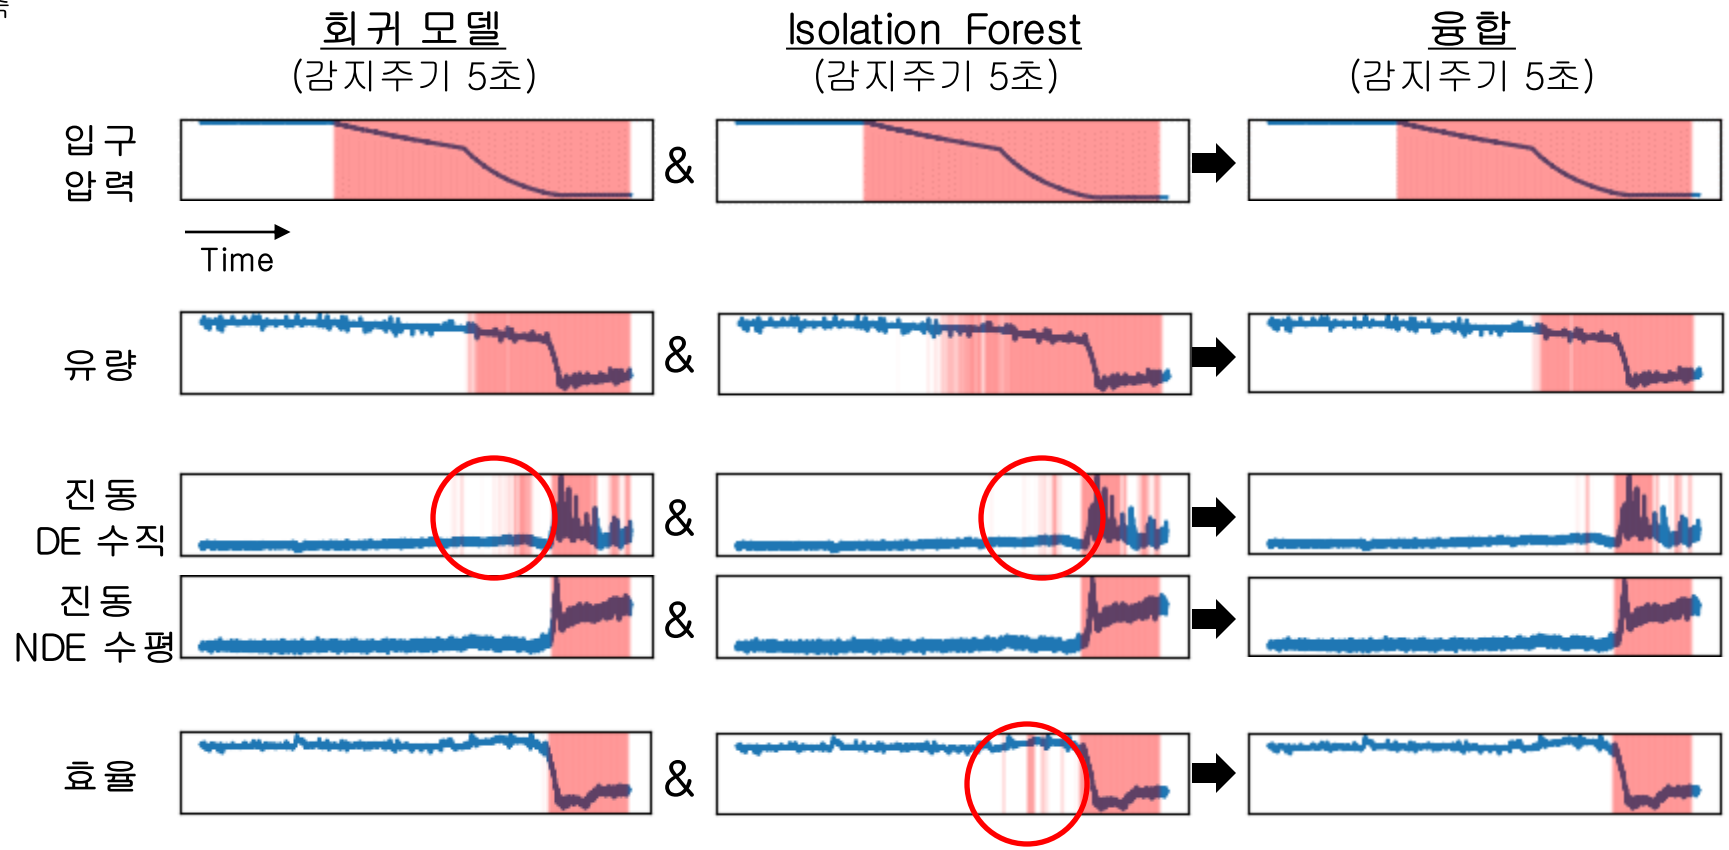 회귀 모델
(감지주기 5초)
Isolation Forest
(감지주기 5초)
융합
(감지주기 5초)
입구
압력
&
Time
유량
&
진동
DE 수직
&
진동
NDE 수평
&
효율
&